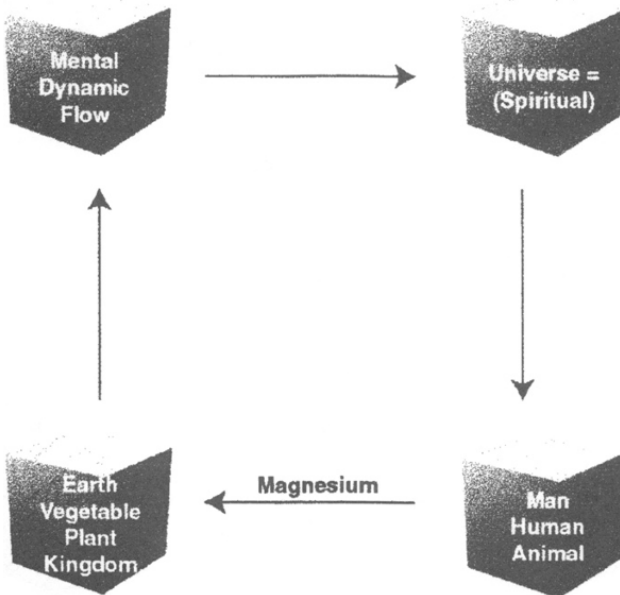 Mental
Dynamic
Flow
Universe =
(Spiritual)
Earth
Vegetable
Plant
Kingdom
Magnesium
Man
Human
Animal